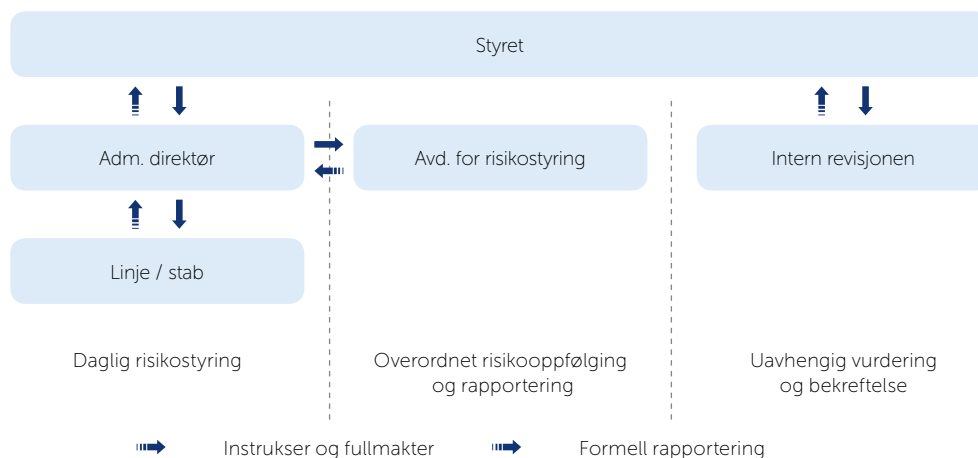 Styret
Adm. direktør
Avd. for risikostyring
Intern revisjonen
Linje / stab
Daglig risikostyring
Overordnet risikooppfølging
og rapportering
Uavhengig vurdering
og bekreftelse
Instrukser og fullmakter
Formell rapportering